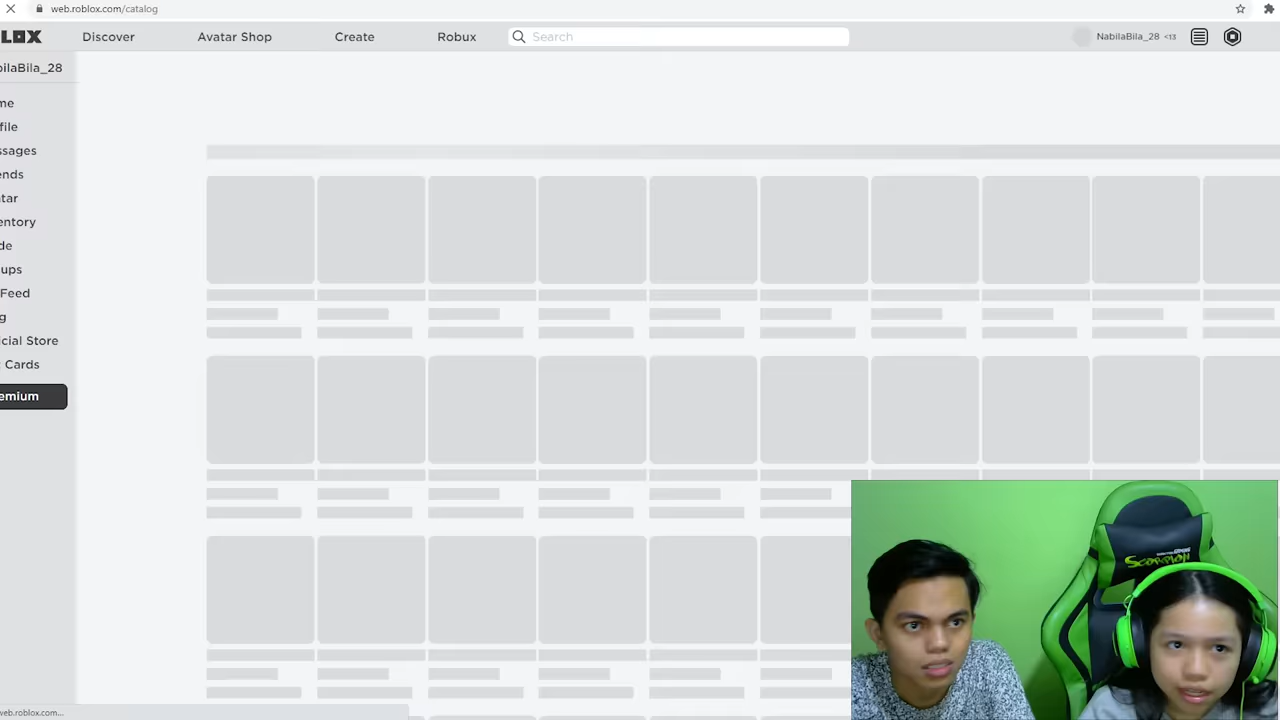 web.roblox.com/catalog
LOX
Discover
Avatar Shop
Create
Robux
Search
NabilaBila_28 <13
bilaBila_28
me
file
ssages
ends
tar
entory
de
ups
Feed
g
cial Store
t Cards
emium
SCORPION
web.roblox.com...